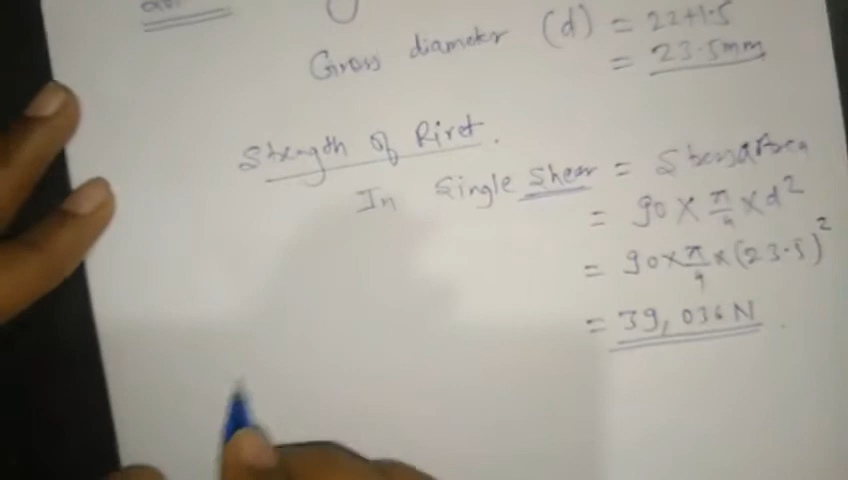 Gross diameter (d) = 22+1.5
= 23.5mm
Strength of Rivet.
In Single Shear = Stress × Area
= 90 × π/4 × d²
= 90 × π/4 × (23.5)²
= 39,036 N